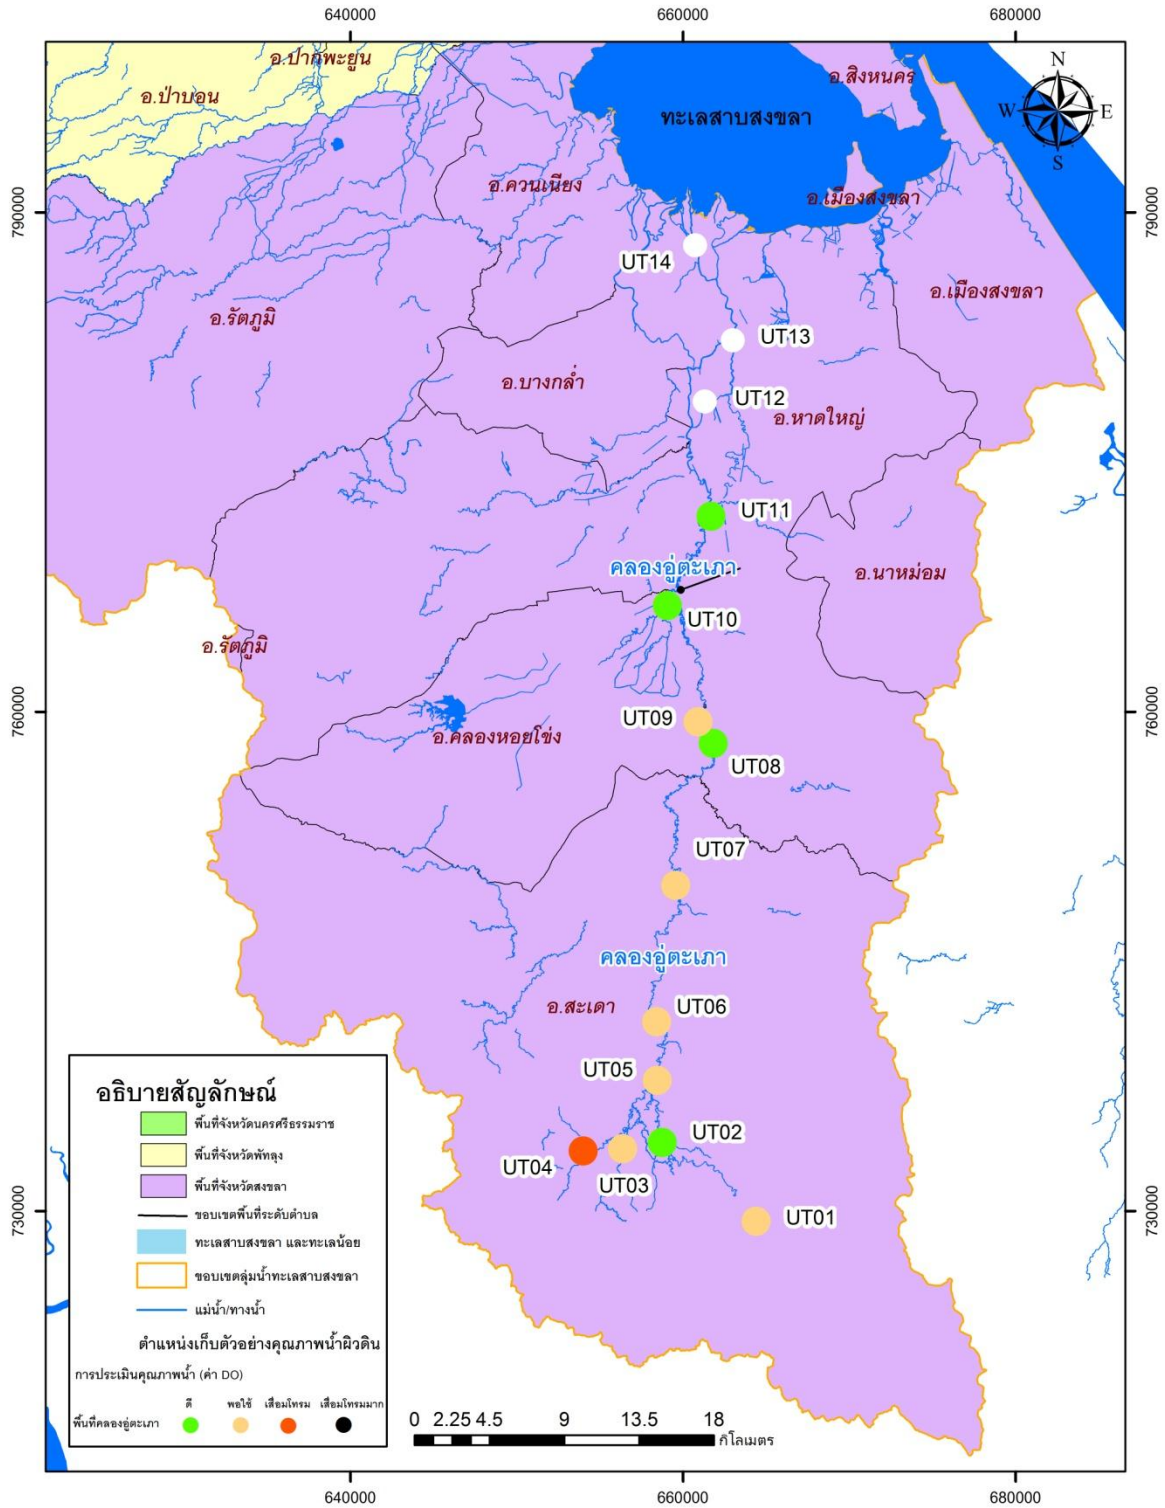 640000
660000
680000
N
W
E
S
อ.ปากพะยูน
อ.ป่าบอน
อ.สิงหนคร
ทะเลสาบสงขลา
อ.ควนเนียง
อ.เมืองสงขลา
790000
790000
UT14
อ.เมืองสงขลา
อ.รัตภูมิ
UT13
อ.บางกล่ำ
UT12
อ.หาดใหญ่
UT11
คลองอู่ตะเภา
อ.นาหม่อม
UT10
อ.รัตภูมิ
760000
760000
UT09
อ.คลองหอยโข่ง
UT08
UT07
คลองอู่ตะเภา
อ.สะเดา
UT06
UT05
UT02
UT04
UT03
UT01
730000
730000
อธิบายสัญลักษณ์
พื้นที่จังหวัดนครศรีธรรมราช
พื้นที่จังหวัดพัทลุง
พื้นที่จังหวัดสงขลา
ขอบเขตพื้นที่ระดับตำบล
ทะเลสาบสงขลา และทะเลน้อย
ขอบเขตลุ่มน้ำทะเลสาบสงขลา
แม่น้ำ/ทางน้ำ
ตำแหน่งเก็บตัวอย่างคุณภาพน้ำผิวดิน
การประเมินคุณภาพน้ำ (ค่า DO)
ดี พอใช้ เสื่อมโทรม เสื่อมโทรมมาก
พื้นที่คลองอู่ตะเภา
0 2.25 4.5 9 13.5 18
กิโลเมตร
640000
660000
680000